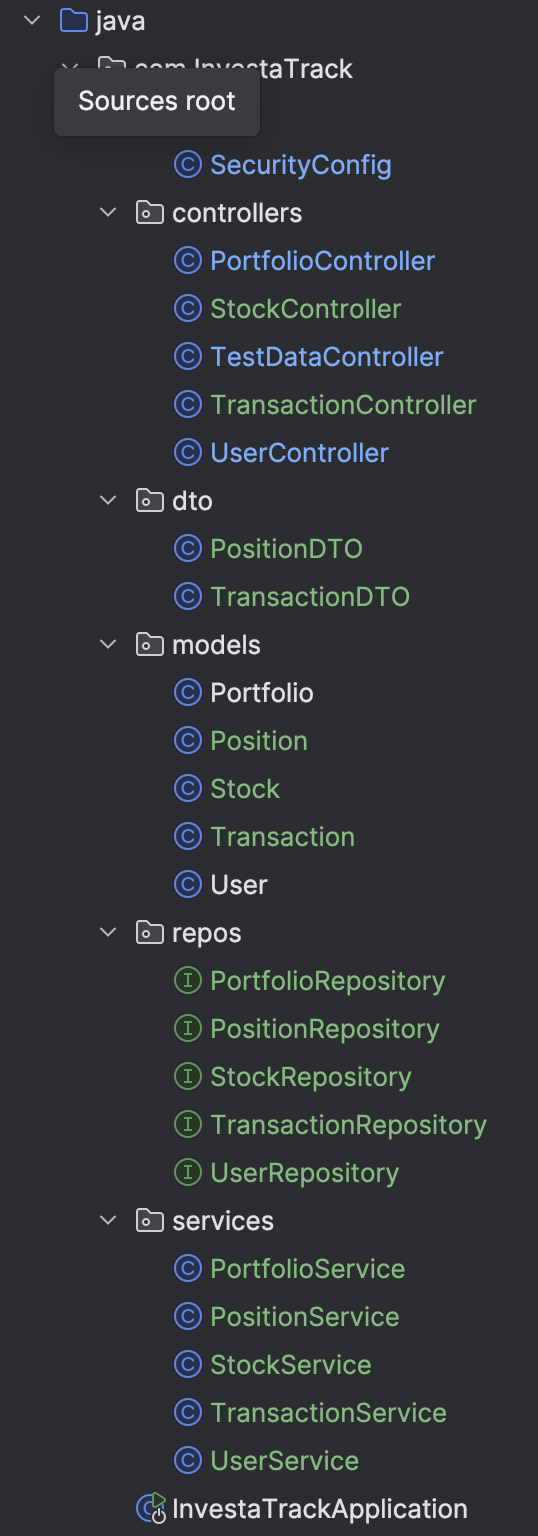 java
com.InvestaTrack
Sources root
SecurityConfig
controllers
PortfolioController
StockController
TestDataController
TransactionController
UserController
dto
PositionDTO
TransactionDTO
models
Portfolio
Position
Stock
Transaction
User
repos
PortfolioRepository
PositionRepository
StockRepository
TransactionRepository
UserRepository
services
PortfolioService
PositionService
StockService
TransactionService
UserService
InvestaTrackApplication